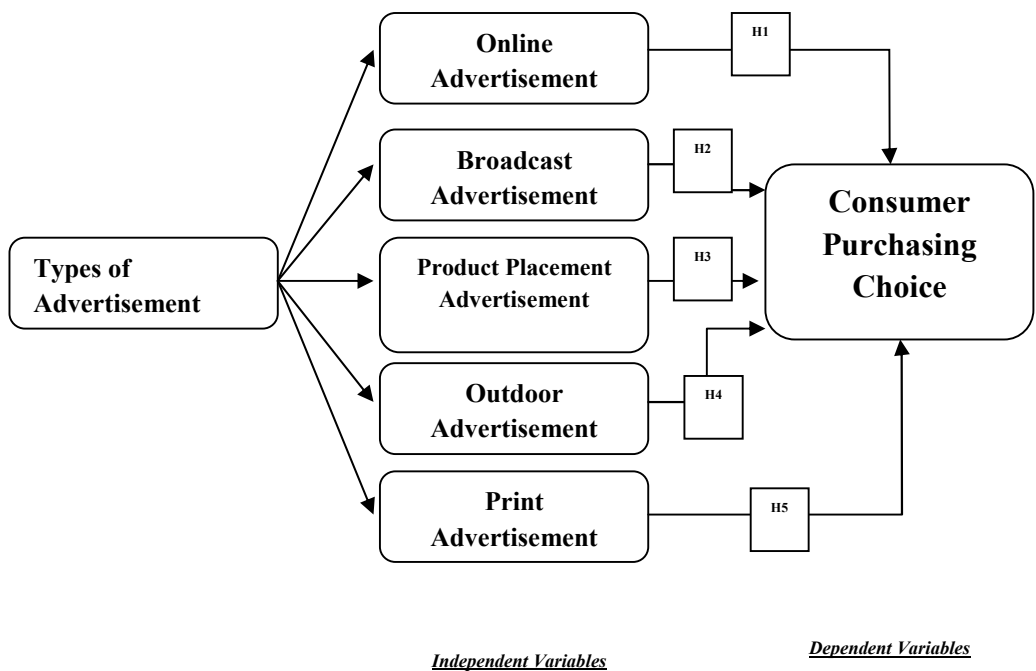 Online
Advertisement
H1
Broadcast
Advertisement
H2
Consumer
Purchasing
Choice
Types of
Advertisement
Product Placement
Advertisement
H3
Outdoor
Advertisement
H4
Print
Advertisement
H5
Independent Variables
Dependent Variables